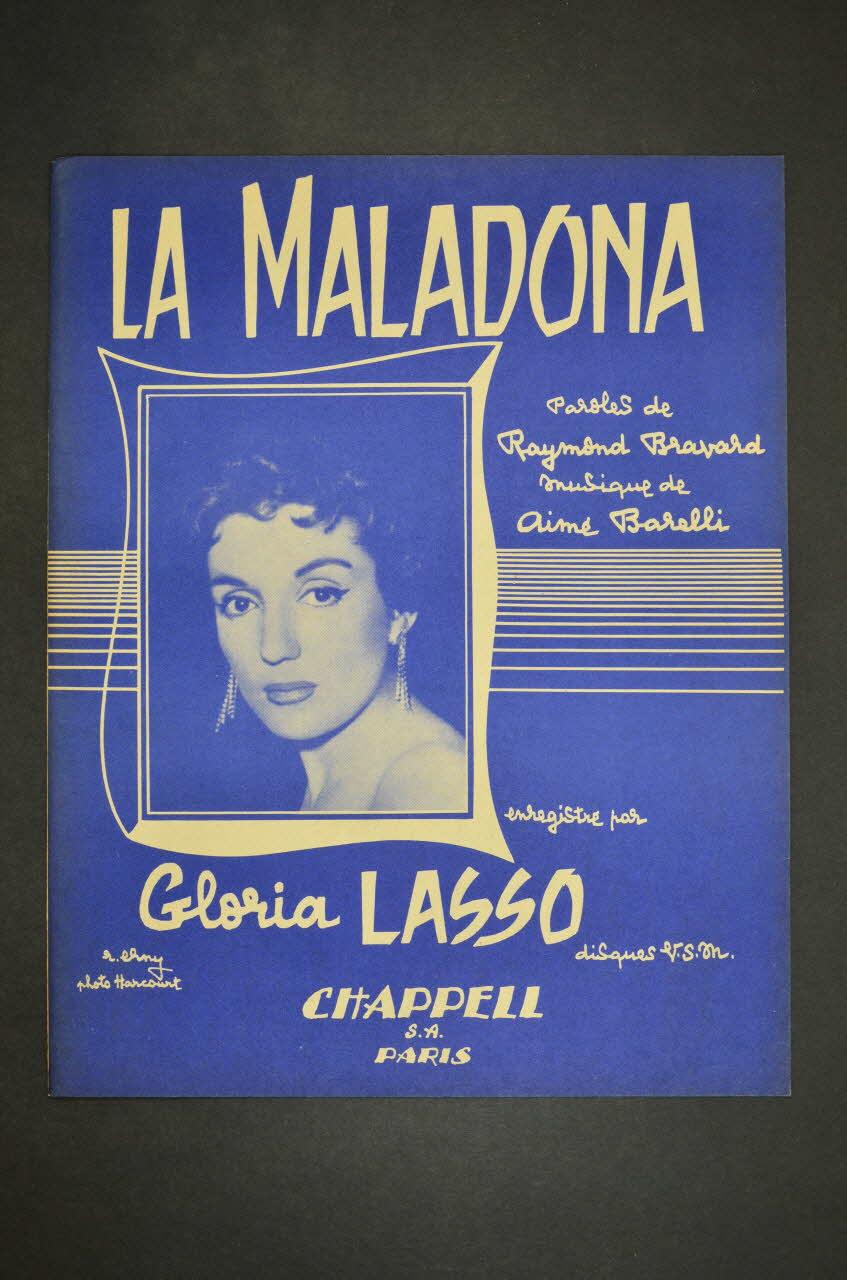 LA MALADONA
Paroles de
Raymond Bravard
musique de
Aimé Barelli
enregistré par
Gloria LASSO
disques V.S.M.
photo Harcourt
CHAPPELL
S.A.
PARIS